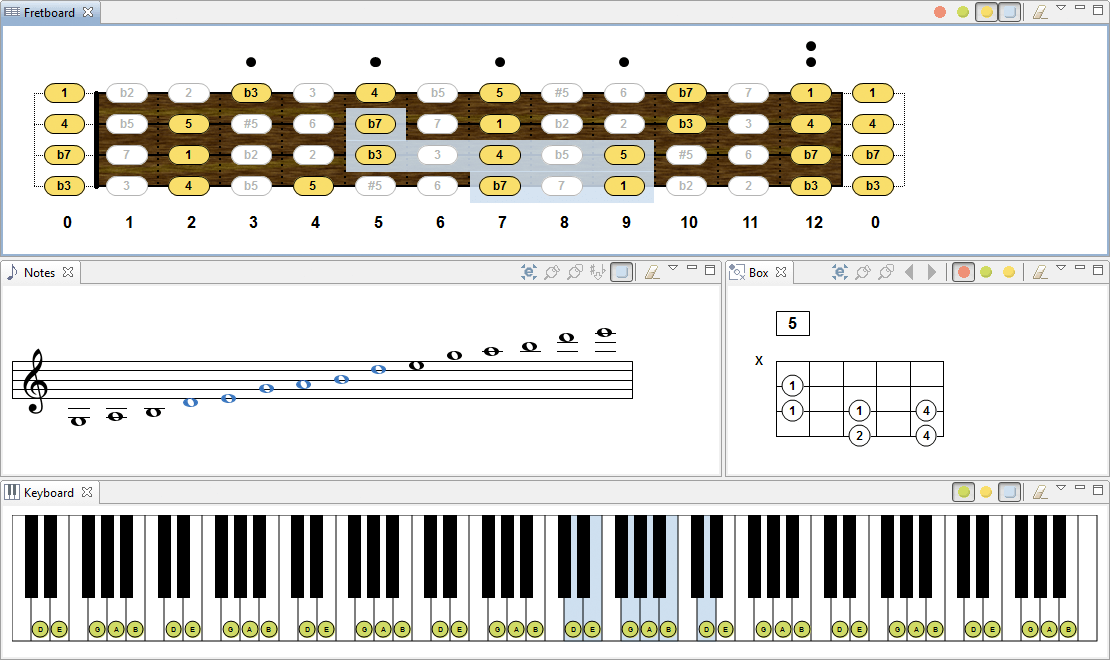 Fretboard
1 b2 2 b3 3 4 b5 5 #5 6 b7 7 1 1
4 b5 5 #5 6 b7 7 1 b2 2 b3 3 4 4
b7 7 1 b2 2 b3 3 4 b5 5 #5 6 b7 b7
b3 3 4 b5 5 #5 6 b7 7 1 b2 2 b3 b3
0 1 2 3 4 5 6 7 8 9 10 11 12 0
Notes
Box
5
X
1
1 1 4
2 4
Keyboard
D E G A B D E G A B D E G A B D E G A B D E G A B D E G A B D E G A B D E G A B